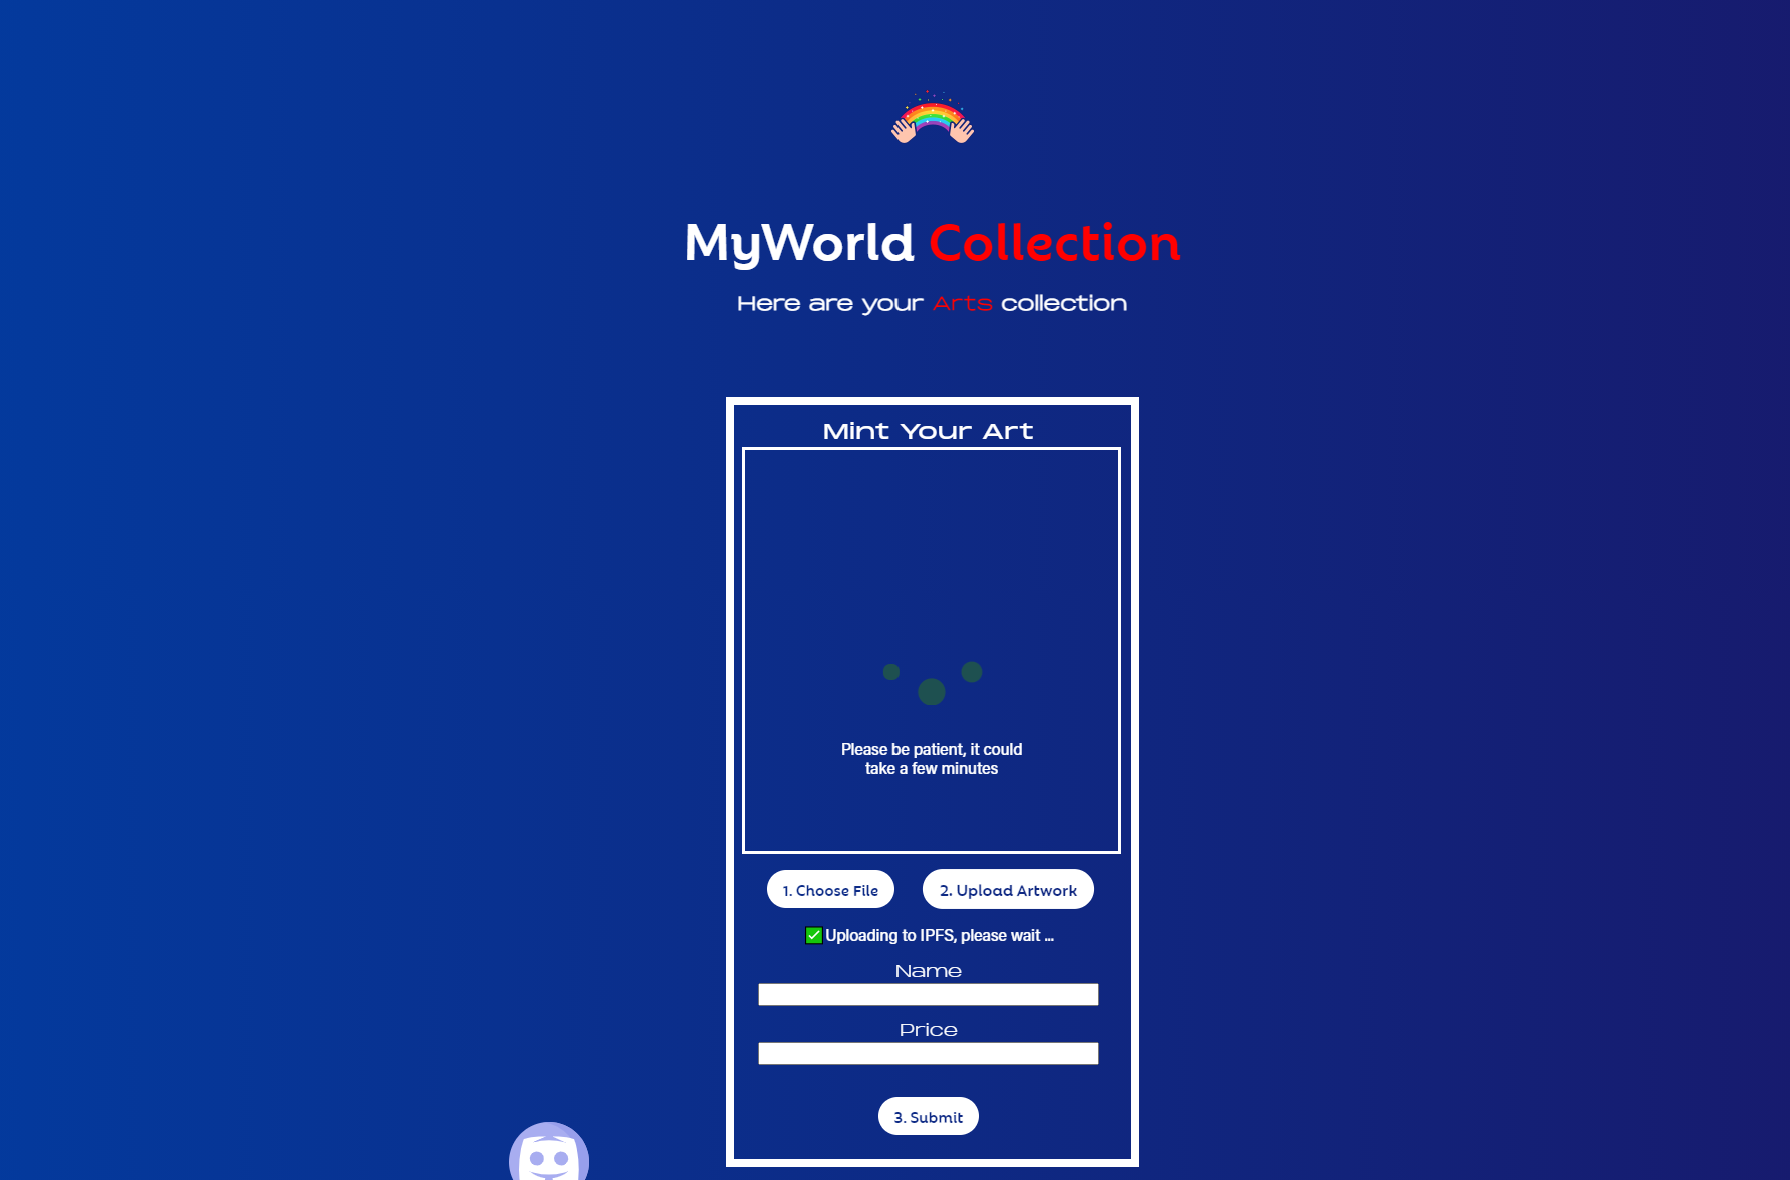 MyWorld Collection
Here are your Arts collection
Mint Your Art
Please be patient, it could
take a few minutes
1. Choose File
2. Upload Artwork
✅ Uploading to IPFS, please wait ...
Name
Price
3. Submit